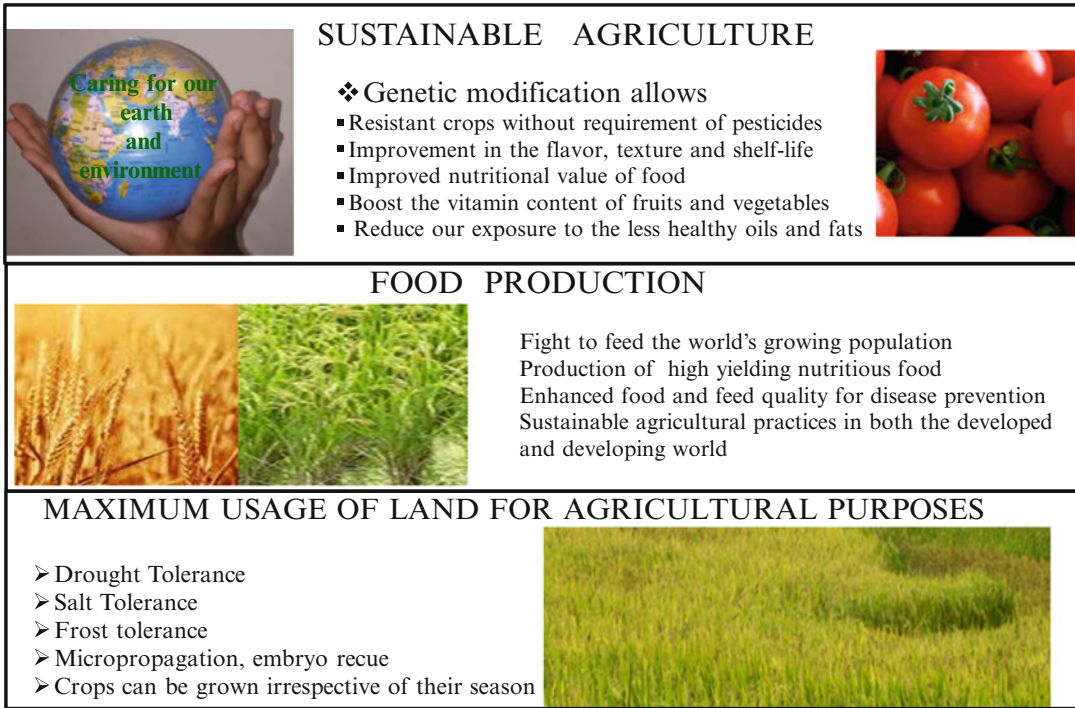 SUSTAINABLE AGRICULTURE
Caring for our
earth
and
environment
❖ Genetic modification allows
▪ Resistant crops without requirement of pesticides
▪ Improvement in the flavor, texture and shelf-life
▪ Improved nutritional value of food
▪ Boost the vitamin content of fruits and vegetables
▪ Reduce our exposure to the less healthy oils and fats
FOOD PRODUCTION
Fight to feed the world's growing population
Production of high yielding nutritious food
Enhanced food and feed quality for disease prevention
Sustainable agricultural practices in both the developed
and developing world
MAXIMUM USAGE OF LAND FOR AGRICULTURAL PURPOSES
➢ Drought Tolerance
➢ Salt Tolerance
➢ Frost tolerance
➢ Micropropagation, embryo recue
➢ Crops can be grown irrespective of their season